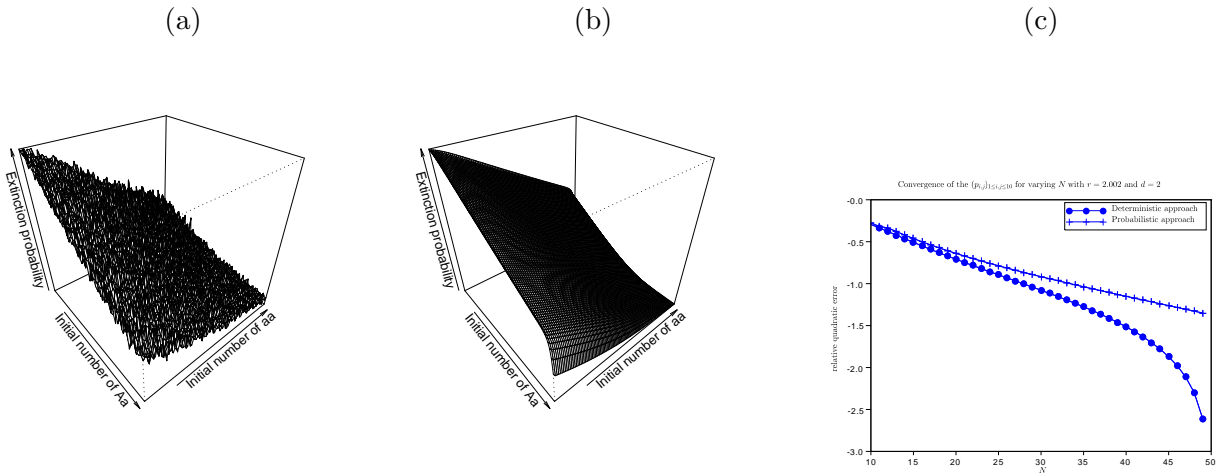 (a)
(b)
(c)
Extinction probability
Initial number of Aa
Initial number of aa
Extinction probability
Initial number of Aa
Initial number of aa
Convergence of the (p_{i,j})_{1≤i,j≤10} for varying N with r = 2.002 and d = 2
Deterministic approach
Probabilistic approach
relative quadratic error
-0.0
-0.5
-1.0
-1.5
-2.0
-2.5
-3.0
10 15 20 25 30 35 40 45 50
N